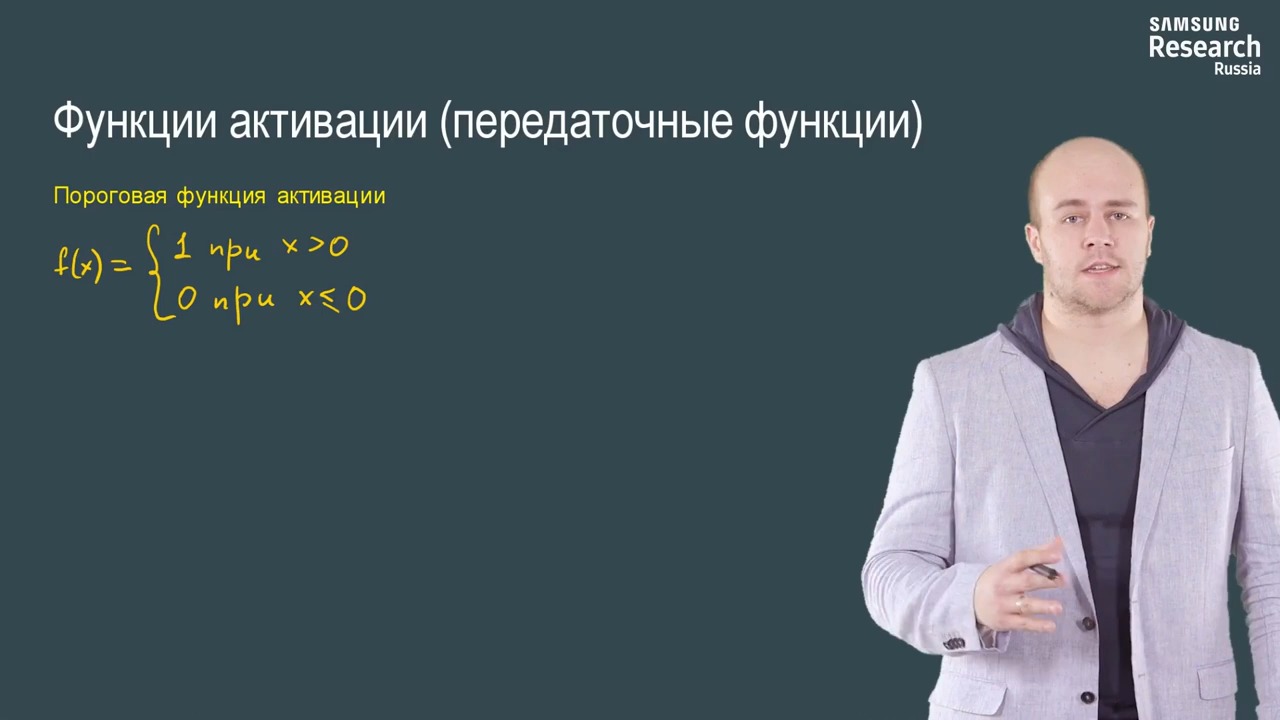 SAMSUNG
Research
Russia
Функции активации (передаточные функции)
Пороговая функция активации
f(x) = { 1 при x > 0
0 при x ≤ 0